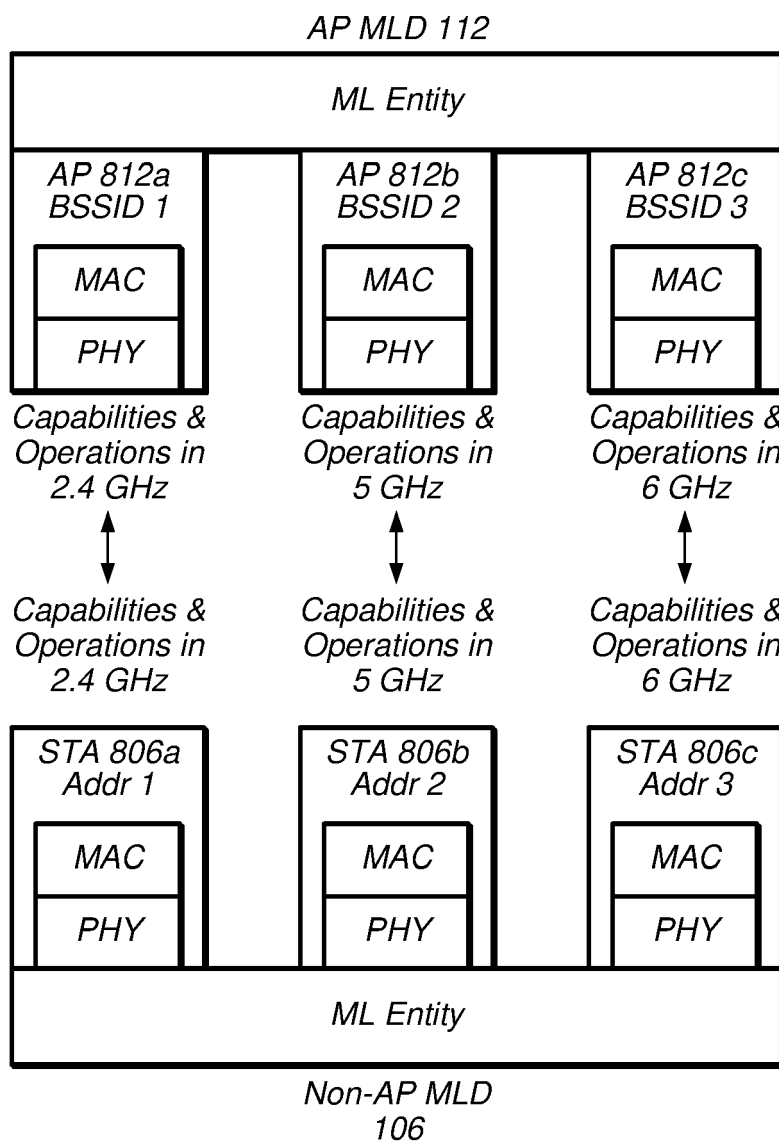 AP MLD 112
ML Entity
AP 812a
BSSID 1
MAC
PHY
AP 812b
BSSID 2
MAC
PHY
AP 812c
BSSID 3
MAC
PHY
Capabilities &
Operations in
2.4 GHz
Capabilities &
Operations in
5 GHz
Capabilities &
Operations in
6 GHz
Capabilities &
Operations in
2.4 GHz
Capabilities &
Operations in
5 GHz
Capabilities &
Operations in
6 GHz
STA 806a
Addr 1
MAC
PHY
STA 806b
Addr 2
MAC
PHY
STA 806c
Addr 3
MAC
PHY
ML Entity
Non-AP MLD
106